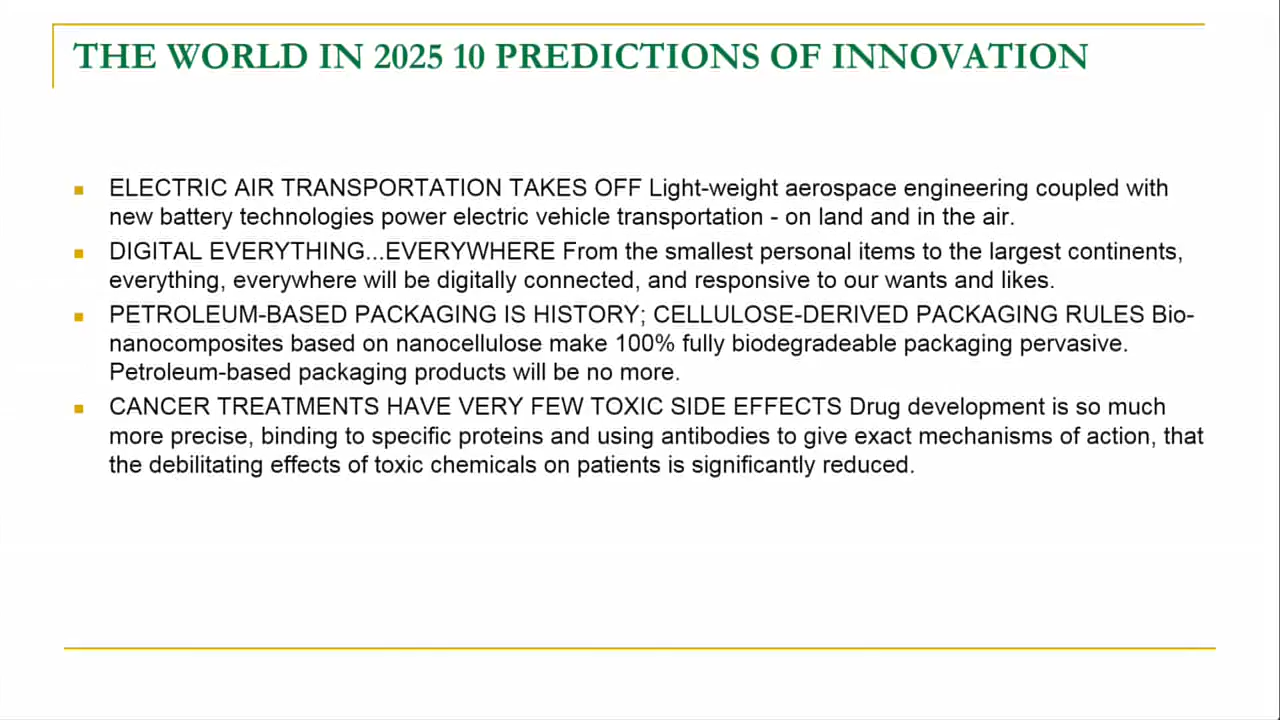 THE WORLD IN 2025 10 PREDICTIONS OF INNOVATION
ELECTRIC AIR TRANSPORTATION TAKES OFF Light-weight aerospace engineering coupled with
new battery technologies power electric vehicle transportation - on land and in the air.
DIGITAL EVERYTHING...EVERYWHERE From the smallest personal items to the largest continents,
everything, everywhere will be digitally connected, and responsive to our wants and likes.
PETROLEUM-BASED PACKAGING IS HISTORY; CELLULOSE-DERIVED PACKAGING RULES Bio-
nanocomposites based on nanocellulose make 100% fully biodegradeable packaging pervasive.
Petroleum-based packaging products will be no more.
CANCER TREATMENTS HAVE VERY FEW TOXIC SIDE EFFECTS Drug development is so much
more precise, binding to specific proteins and using antibodies to give exact mechanisms of action, that
the debilitating effects of toxic chemicals on patients is significantly reduced.